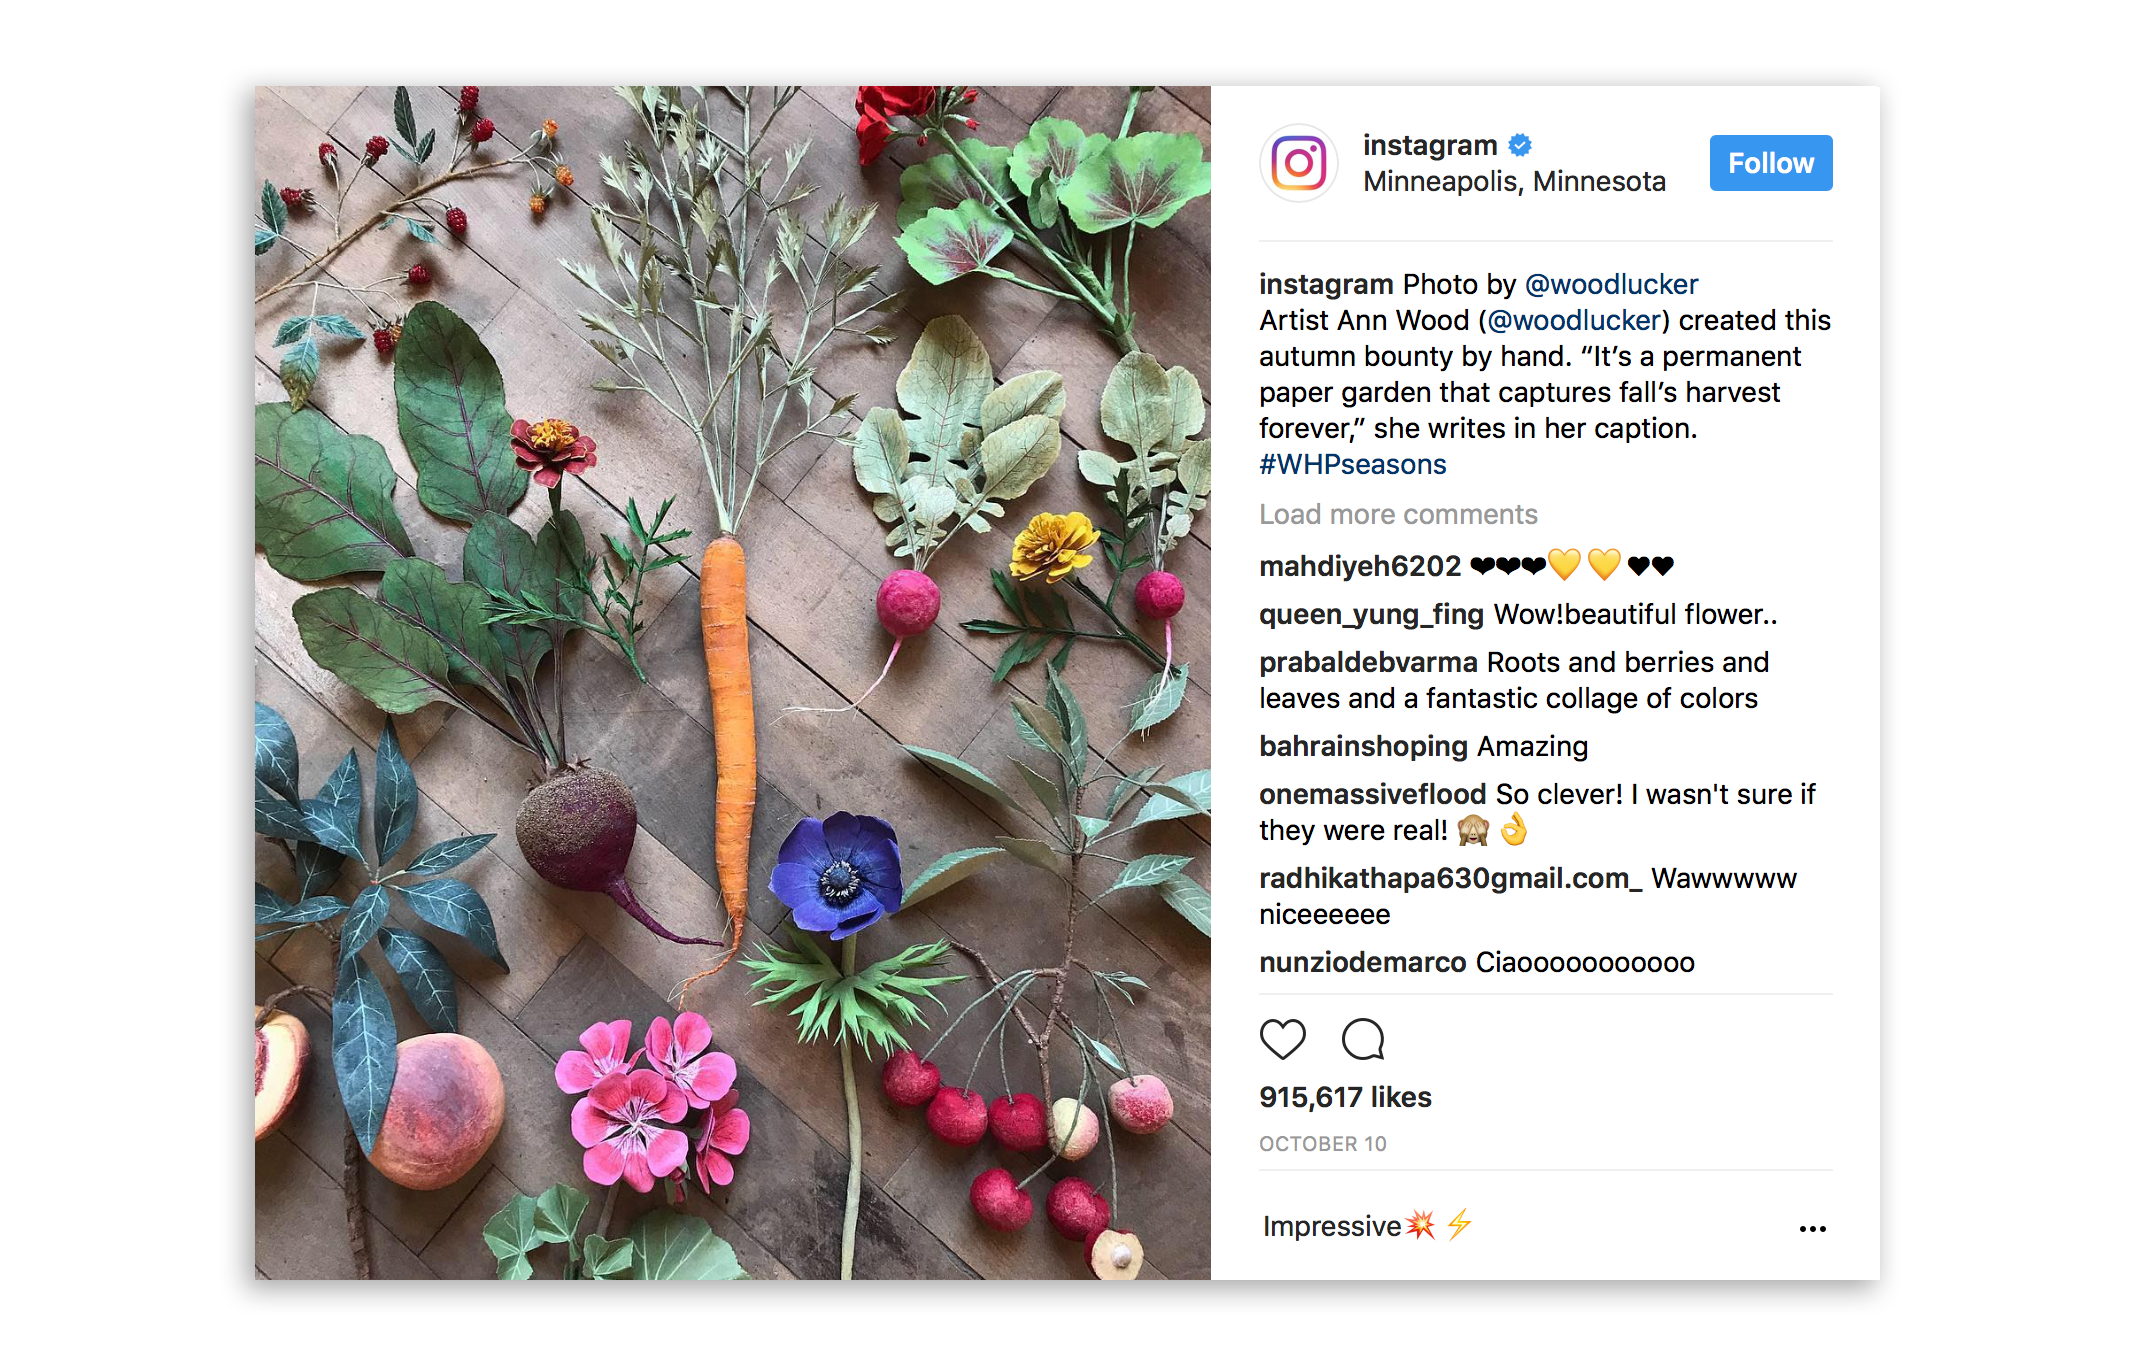 instagram
Minneapolis, Minnesota
Follow
instagram Photo by @woodlucker
Artist Ann Wood (@woodlucker) created this
autumn bounty by hand. “It’s a permanent
paper garden that captures fall’s harvest
forever,” she writes in her caption.
#WHPseasons
Load more comments
mahdiyeh6202 ❤❤❤💛💛❤❤
queen_yung_fing Wow!beautiful flower..
prabaldebvarma Roots and berries and
leaves and a fantastic collage of colors
bahrainshoping Amazing
onemassiveflood So clever! I wasn't sure if
they were real! 🙈👌
radhikathapa630gmail.com_ Wawwwww
niceeeeee
nunziodemarco Ciaooooooooooo
915,617 likes
OCTOBER 10
Impressive💥⚡